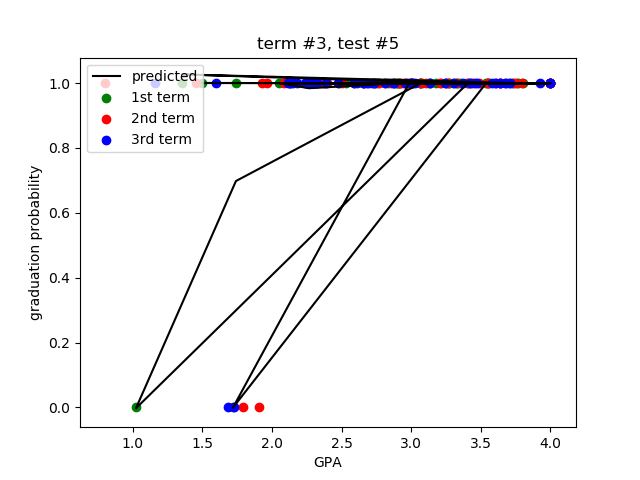 term #3, test #5
predicted
1st term
2nd term
3rd term
graduation probability
1.0
0.8
0.6
0.4
0.2
0.0
1.0 1.5 2.0 2.5 3.0 3.5 4.0
GPA